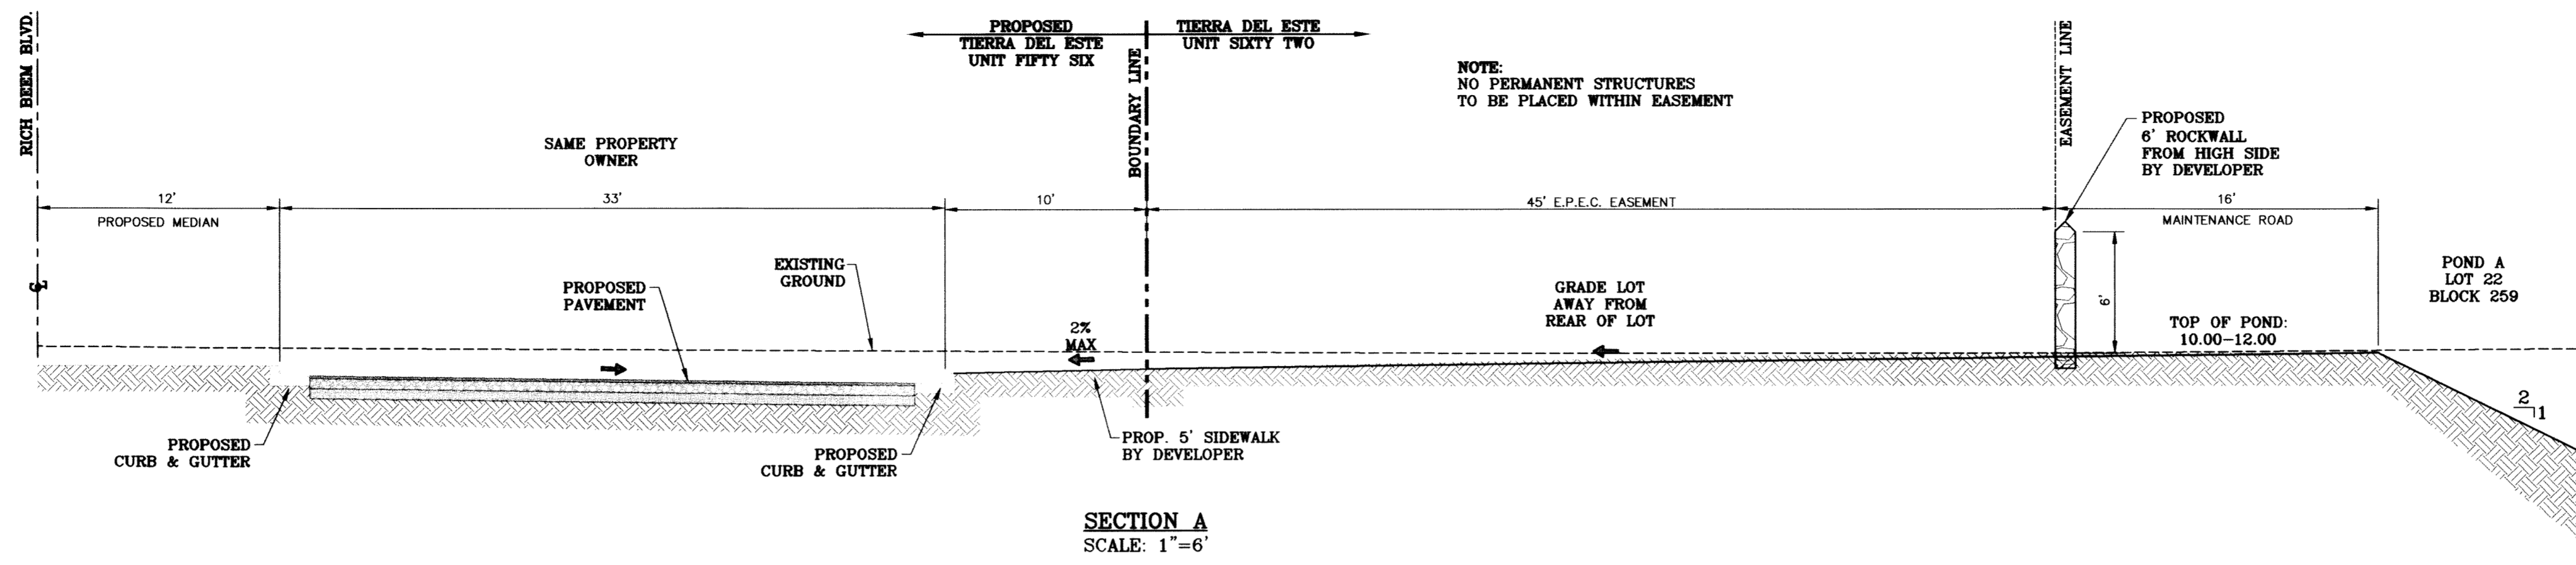 RICH BEEM BLVD.
PROPOSED
TIERRA DEL ESTE
UNIT FIFTY SIX
TIERRA DEL ESTE
UNIT SIXTY TWO
BOUNDARY LINE
NOTE:
NO PERMANENT STRUCTURES
TO BE PLACED WITHIN EASEMENT
EASEMENT LINE
PROPOSED
6' ROCKWALL
FROM HIGH SIDE
BY DEVELOPER
SAME PROPERTY
OWNER
12'
PROPOSED MEDIAN
33'
10'
45' E.P.E.C. EASEMENT
16'
MAINTENANCE ROAD
EXISTING
GROUND
PROPOSED
PAVEMENT
2%
MAX
GRADE LOT
AWAY FROM
REAR OF LOT
6'
TOP OF POND:
10.00–12.00
POND A
LOT 22
BLOCK 259
2
1
PROPOSED
CURB & GUTTER
PROPOSED
CURB & GUTTER
PROP. 5' SIDEWALK
BY DEVELOPER
SECTION A
SCALE: 1"=6'